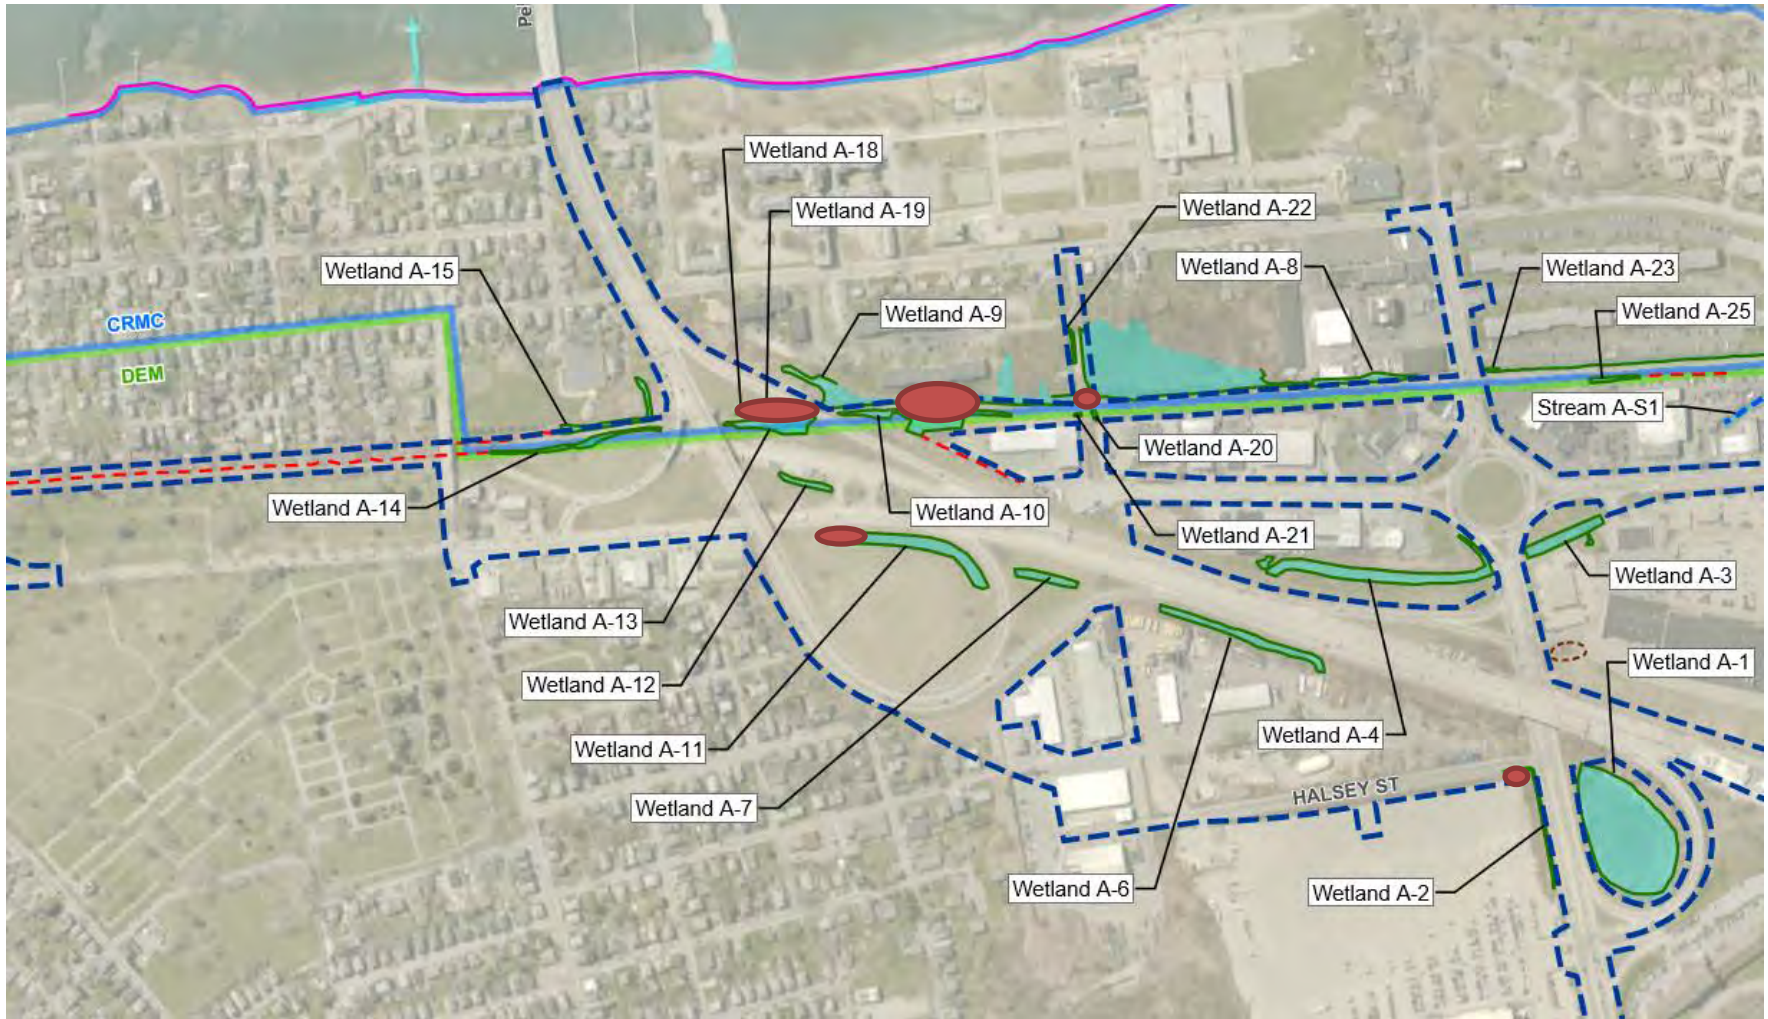 Pe
Wetland A-18
Wetland A-19
Wetland A-22
Wetland A-15
Wetland A-8
Wetland A-23
Wetland A-9
Wetland A-25
CRMC
DEM
Stream A-S1
Wetland A-20
Wetland A-14
Wetland A-10
Wetland A-21
Wetland A-3
Wetland A-13
Wetland A-1
Wetland A-12
Wetland A-11
Wetland A-4
Wetland A-7
HALSEY ST
Wetland A-6
Wetland A-2